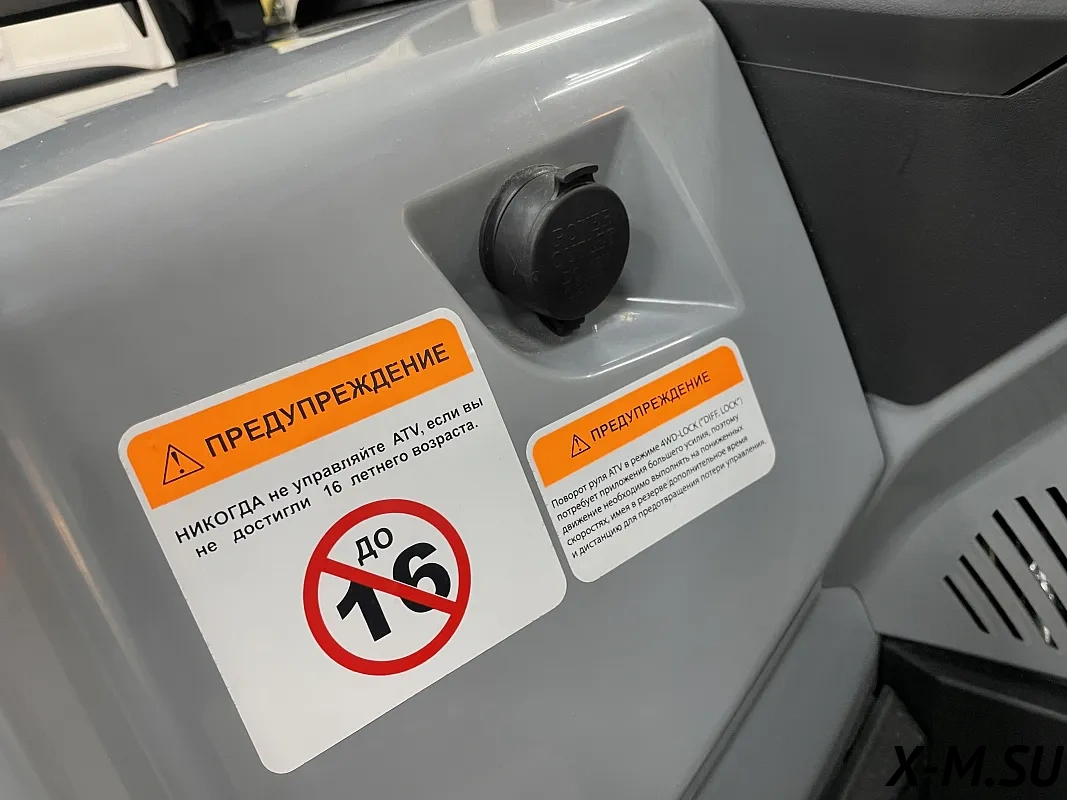 ПРЕДУПРЕЖДЕНИЕ
НИКОГДА не управляйте ATV, если вы
не достигли 16 летнего возраста.
ДО
16
ПРЕДУПРЕЖДЕНИЕ
Поворот руля ATV в режиме 4WD-LOCK ("DIFF. LOCK")
потребует приложения большего усилия, поэтому
движение необходимо выполнять на пониженных
скоростях, имея в резерве дополнительное время
и дистанцию для предотвращения потери управления.
X-M.SU